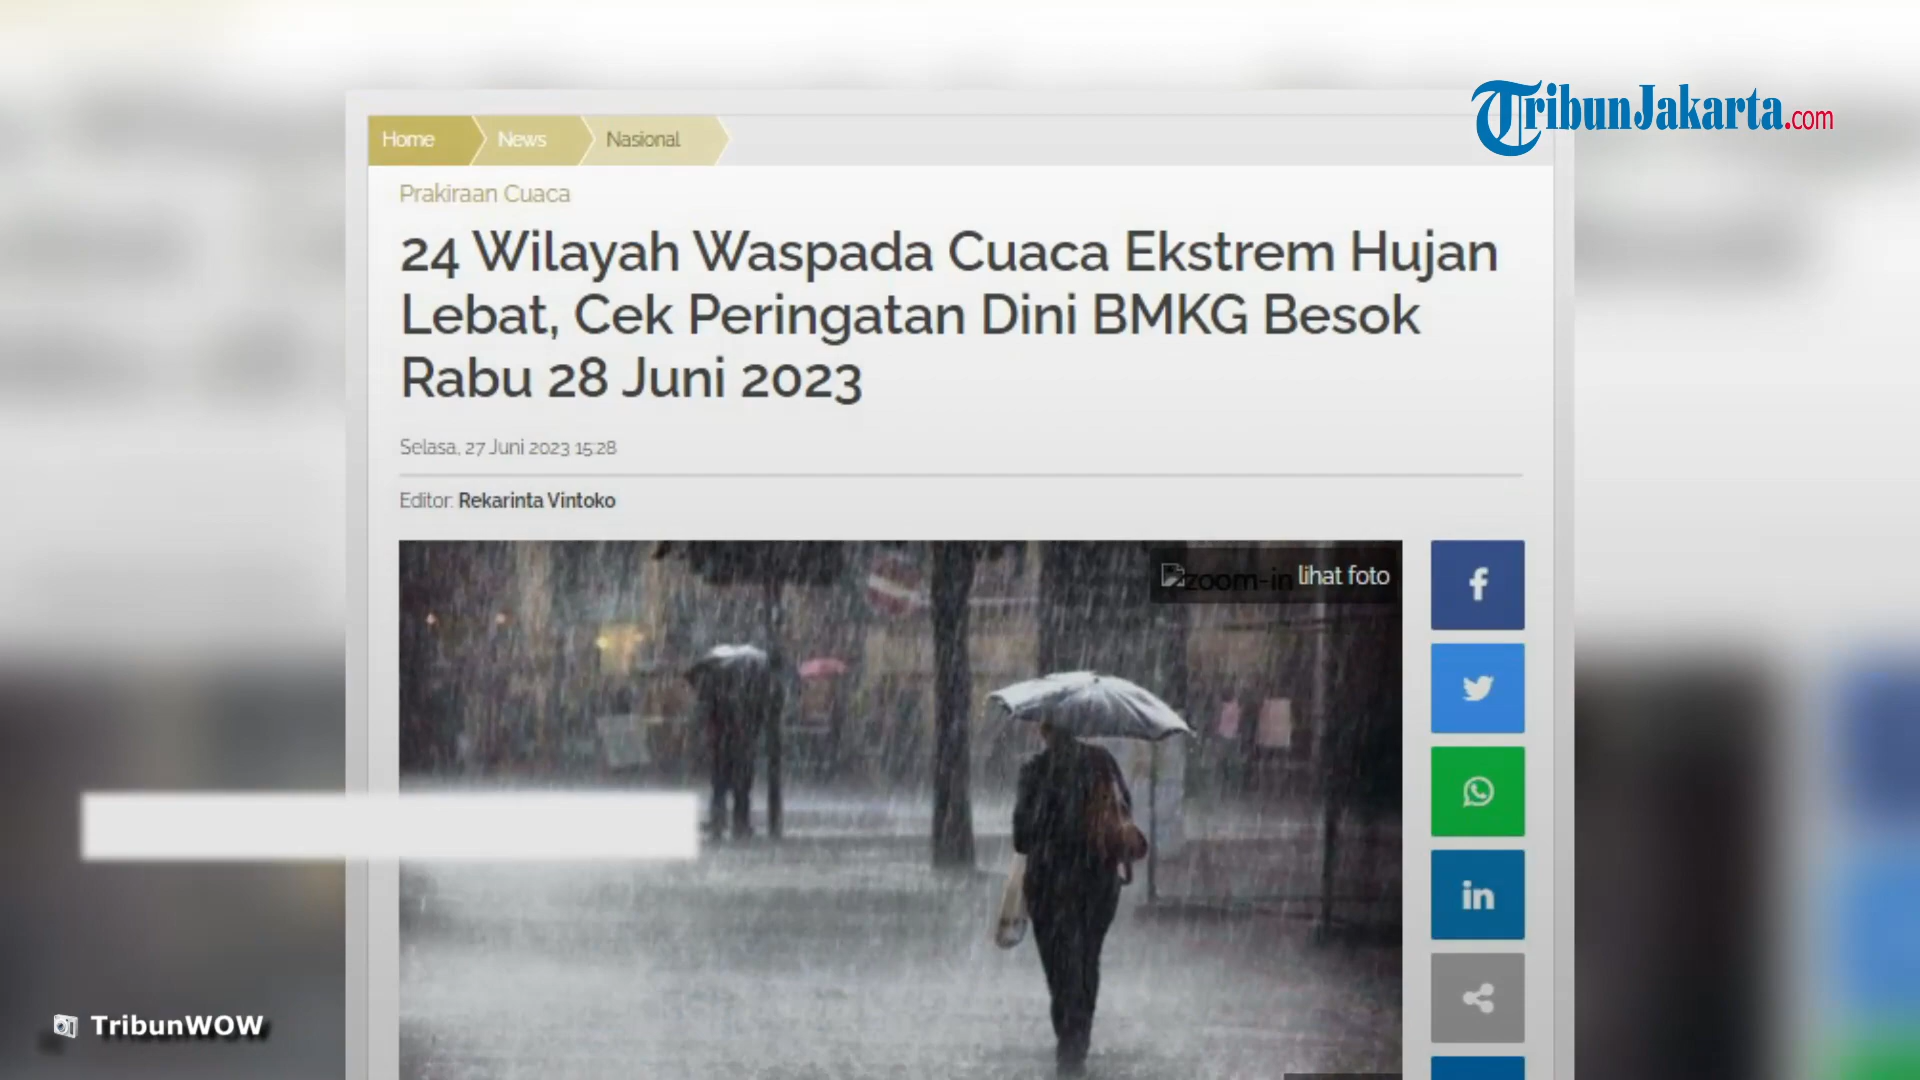 TribunJakarta.com
Home News Nasional
Prakiraan Cuaca
24 Wilayah Waspada Cuaca Ekstrem Hujan
Lebat, Cek Peringatan Dini BMKG Besok
Rabu 28 Juni 2023
Selasa, 27 Juni 2023 15:28
Editor: Rekarinta Vintoko
zoom-in lihat foto
f
in
TribunWOW